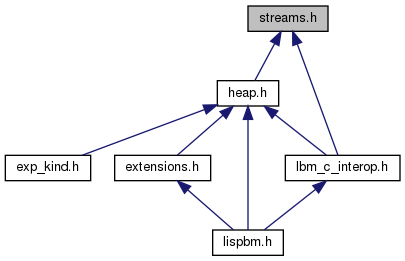 streams.h
heap.h
exp_kind.h
extensions.h
lbm_c_interop.h
lispbm.h